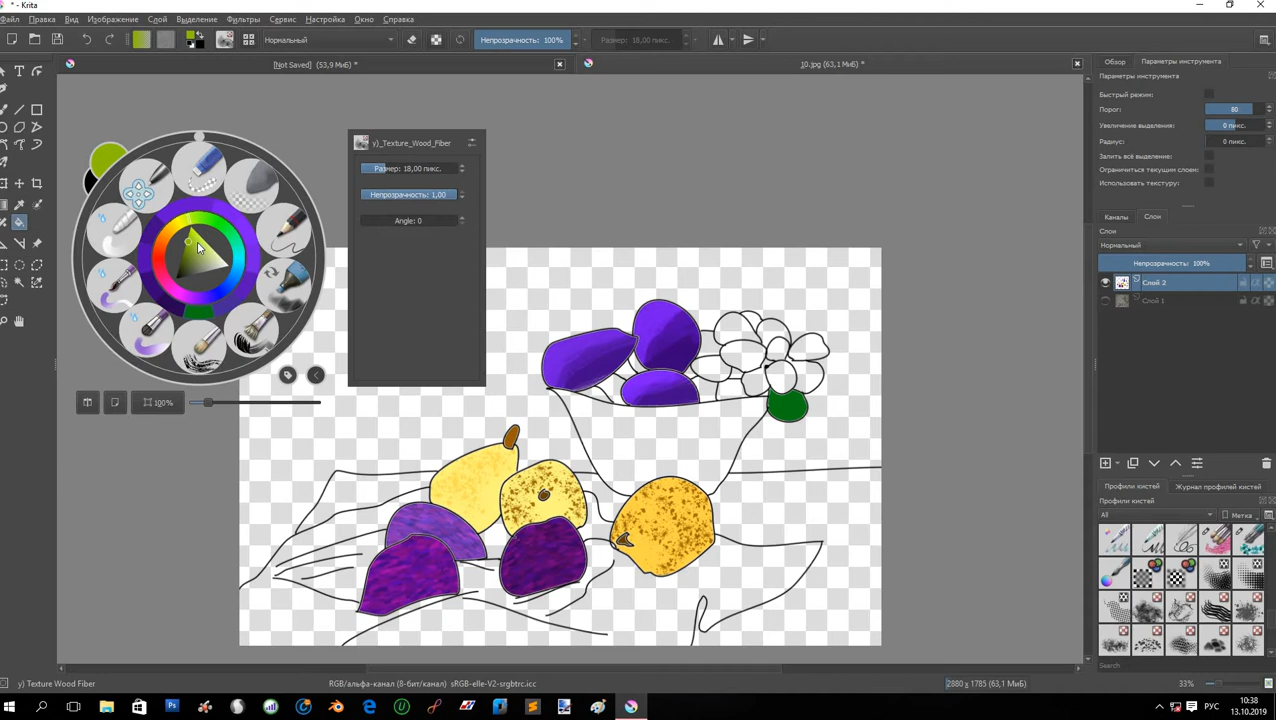 * - Krita
Файл Правка Вид Изображение Слой Выделение Фильтры Сервис Настройка Окно Справка
Нормальный Непрозрачность: 100% Размер: 18,00 пикс.
[Not Saved] (53,9 МиБ) * 10.jpg (63,1 МиБ) *
Обзор Параметры инструмента
Параметры инструмента
Быстрый режим:
Порог: 80
Увеличение выделения: 0 пикс.
Радиус: 0 пикс.
Залить всё выделение:
Ограничиться текущим слоем:
Использовать текстуру:
y)_Texture_Wood_Fiber
Размер: 18,00 пикс.
Непрозрачность: 1,00
Angle: 0
100%
Каналы Слои
Слои
Нормальный
Непрозрачность: 100%
Слой 2
Слой 1
Профили кистей Журнал профилей кистей
Профили кистей
All Метка
Search
y) Texture Wood Fiber RGB/альфа-канал (8-бит/канал) sRGB-elle-V2-srgbtrc.icc 2880 x 1785 (63,1 МиБ) 33%
РУС
10:38
13.10.2019